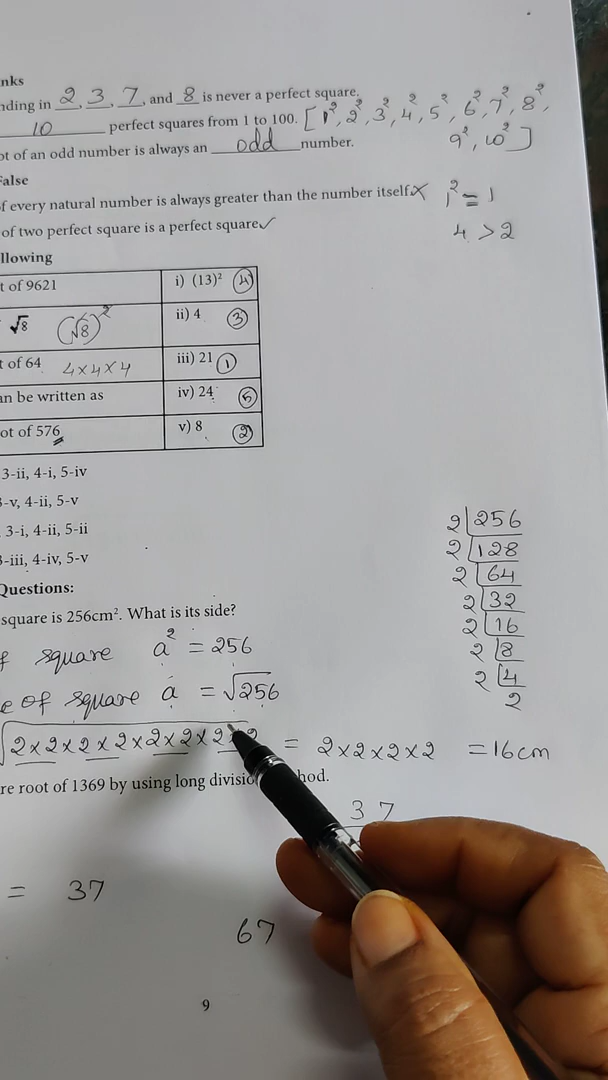 nks
nding in 2, 3, 7, and 8 is never a perfect square.
10 perfect squares from 1 to 100. [1², 2², 3², 4², 5², 6², 7², 8²,
9², 10²]
ot of an odd number is always an odd number.
False
f every natural number is always greater than the number itself. X 1² = 1
of two perfect square is a perfect square ✓ 4 > 2
llowing
t of 9621 i) (13)² 4
√8 (√8)² ii) 4 3
t of 64 4×4×4 iii) 21 1
an be written as iv) 24 5
ot of 576 v) 8 2
3-ii, 4-i, 5-iv
3-v, 4-ii, 5-v
3-i, 4-ii, 5-ii
3-iii, 4-iv, 5-v
2 256
2 128
2 64
2 32
2 16
2 8
2 4
2
Questions:
square is 256cm². What is its side?
f square a² = 256
e of square a = √256
√2×2×2×2×2×2×2×2 = 2×2×2×2 = 16cm
re root of 1369 by using long division hod.
3 7
= 37
67
9